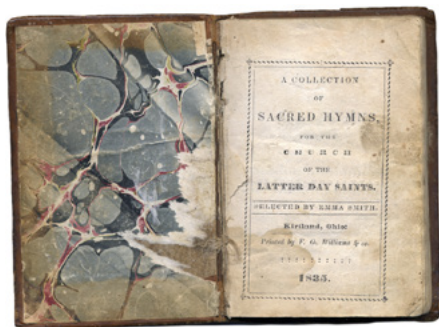 A COLLECTION
OF
SACRED HYMNS,
FOR THE
CHURCH
OF THE
LATTER DAY SAINTS.
SELECTED BY EMMA SMITH.
Kirtland, Ohio:
Printed by F. G. Williams & co.
1835.